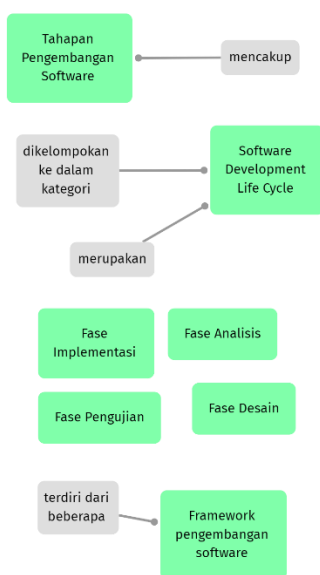 Tahapan
Pengembangan
Software
mencakup
dikelompokan
ke dalam
kategori
Software
Development
Life Cycle
merupakan
Fase
Implementasi
Fase Analisis
Fase Pengujian
Fase Desain
terdiri dari
beberapa
Framework
pengembangan
software